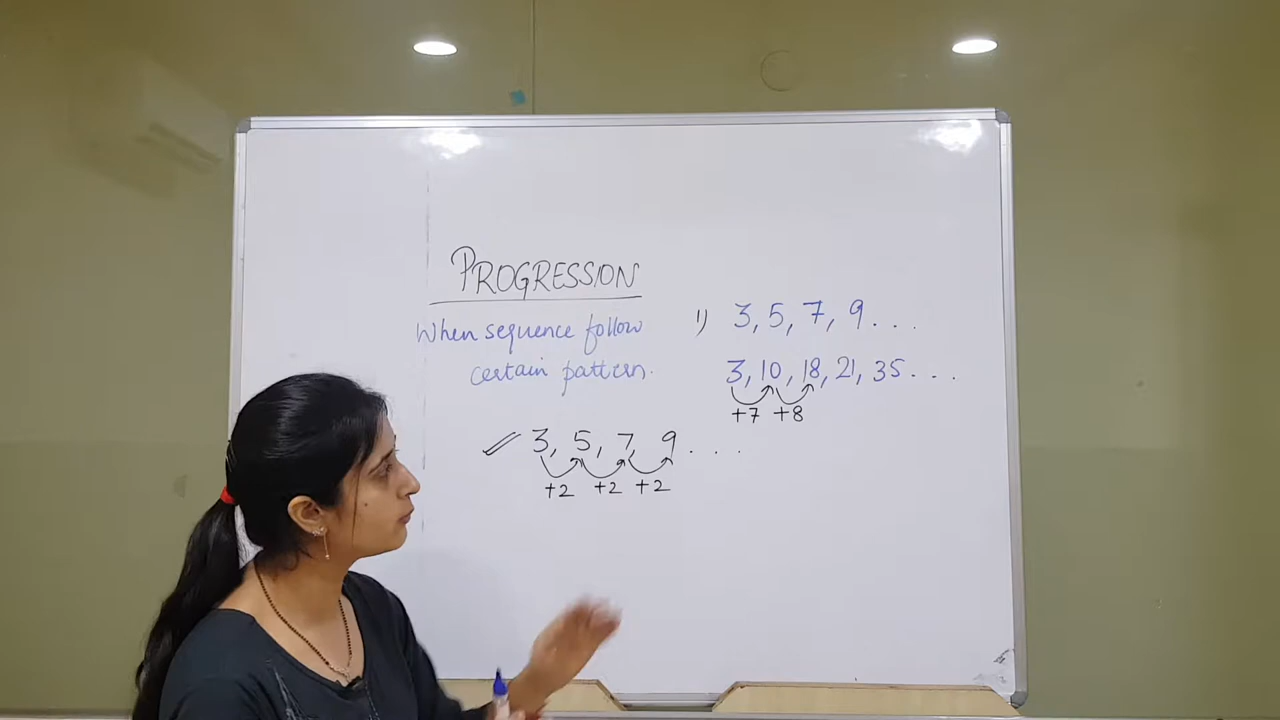 PROGRESSION
When sequence follow
certain pattern.
1) 3, 5, 7, 9 . . .
3, 10, 18, 21, 35 . . .
+7 +8
3, 5, 7, 9 . . .
+2 +2 +2